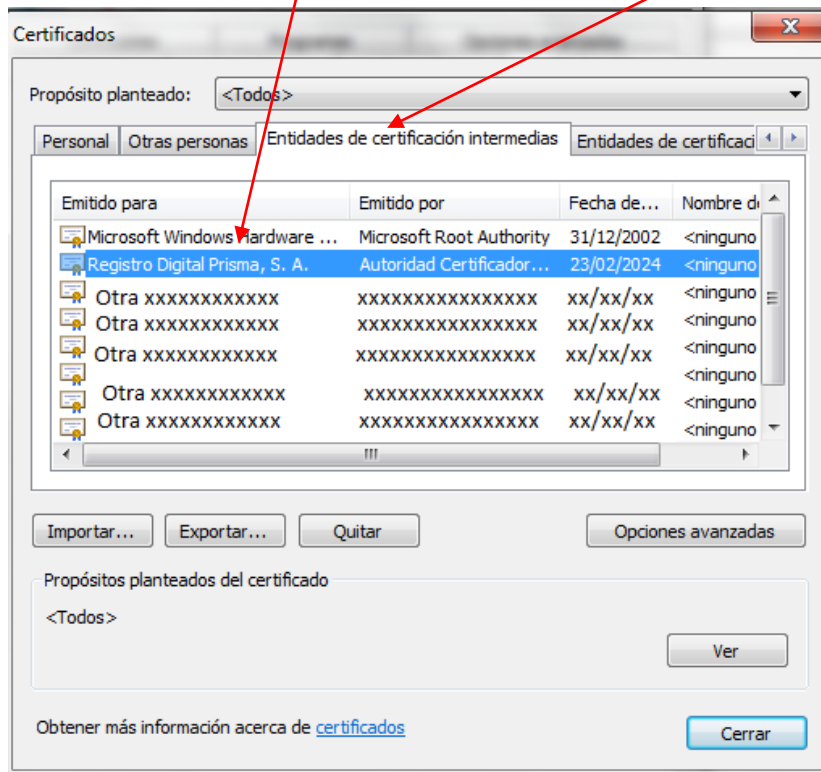 Certificados
Propósito planteado: <Todos>
Personal Otras personas Entidades de certificación intermedias Entidades de certificaci
Emitido para Emitido por Fecha de... Nombre d
Microsoft Windows Hardware ... Microsoft Root Authority 31/12/2002 <ninguno
Registro Digital Prisma, S. A. Autoridad Certificador... 23/02/2024 <ninguno
Otra xxxxxxxxxxxx xxxxxxxxxxxxxxxx xx/xx/xx <ninguno
Otra xxxxxxxxxxxx xxxxxxxxxxxxxxxx xx/xx/xx <ninguno
Otra xxxxxxxxxxxx xxxxxxxxxxxxxxxx xx/xx/xx <ninguno
<ninguno
Otra xxxxxxxxxxxx xxxxxxxxxxxxxxxx xx/xx/xx <ninguno
Otra xxxxxxxxxxxx xxxxxxxxxxxxxxxx xx/xx/xx <ninguno
Importar... Exportar... Quitar Opciones avanzadas
Propósitos planteados del certificado
<Todos>
Ver
Obtener más información acerca de certificados
Cerrar